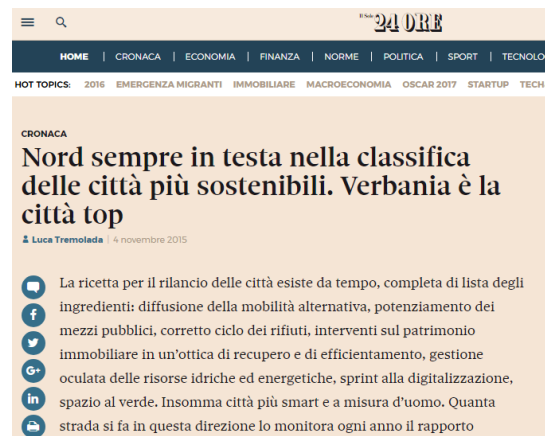 Il Sole 24 ORE
HOME | CRONACA | ECONOMIA | FINANZA | NORME | POLITICA | SPORT | TECNOLO
HOT TOPICS: 2016 EMERGENZA MIGRANTI IMMOBILIARE MACROECONOMIA OSCAR 2017 STARTUP TECH
CRONACA
Nord sempre in testa nella classifica
delle città più sostenibili. Verbania è la
città top
Luca Tremolada | 4 novembre 2015
La ricetta per il rilancio delle città esiste da tempo, completa di lista degli
ingredienti: diffusione della mobilità alternativa, potenziamento dei
mezzi pubblici, corretto ciclo dei rifiuti, interventi sul patrimonio
immobiliare in un'ottica di recupero e di efficientamento, gestione
oculata delle risorse idriche ed energetiche, sprint alla digitalizzazione,
spazio al verde. Insomma città più smart e a misura d'uomo. Quanta
strada si fa in questa direzione lo monitora ogni anno il rapporto